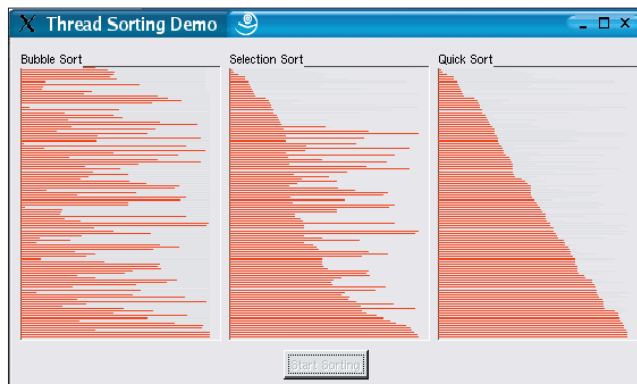 Thread Sorting Demo
Bubble Sort
Selection Sort
Quick Sort
Start Sorting